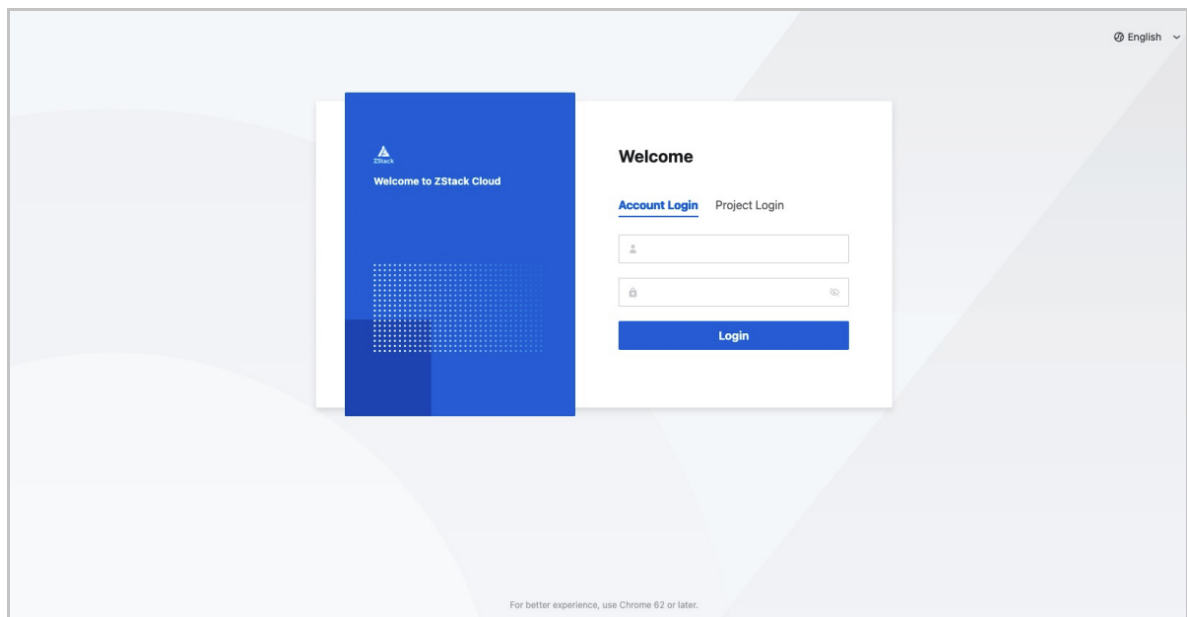 English
ZStack
Welcome to ZStack Cloud
Welcome
Account Login Project Login
Login
For better experience, use Chrome 62 or later.